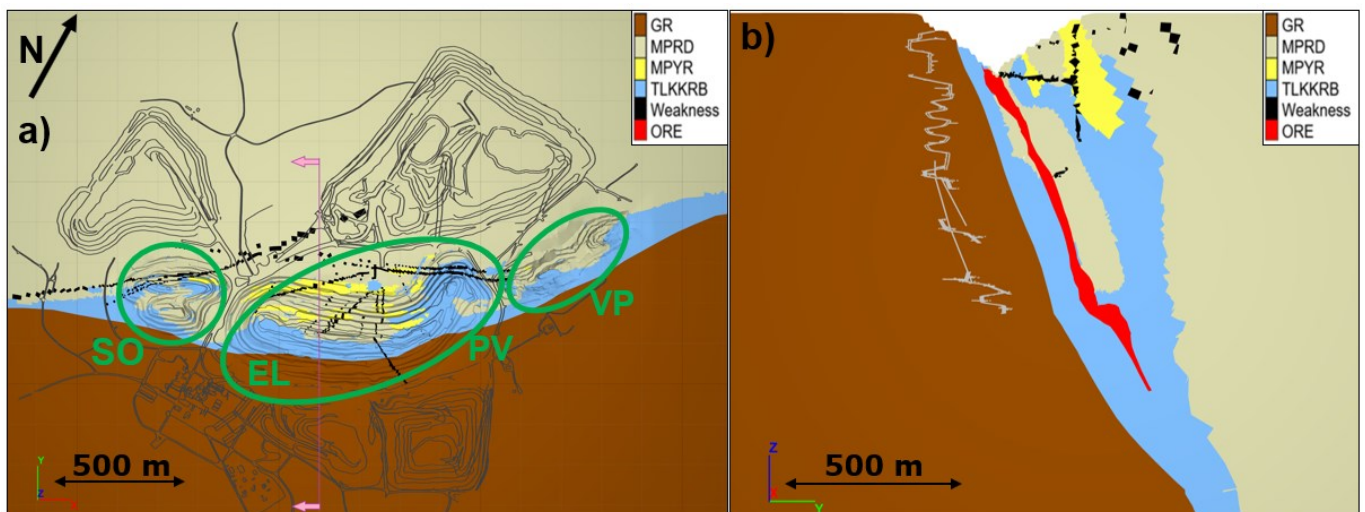 N
a)
GR
MPRD
MPYR
TLKKRB
Weakness
ORE
SO
EL
PV
VP
500 m
Y
Z
b)
GR
MPRD
MPYR
TLKKRB
Weakness
ORE
500 m
Z
Y